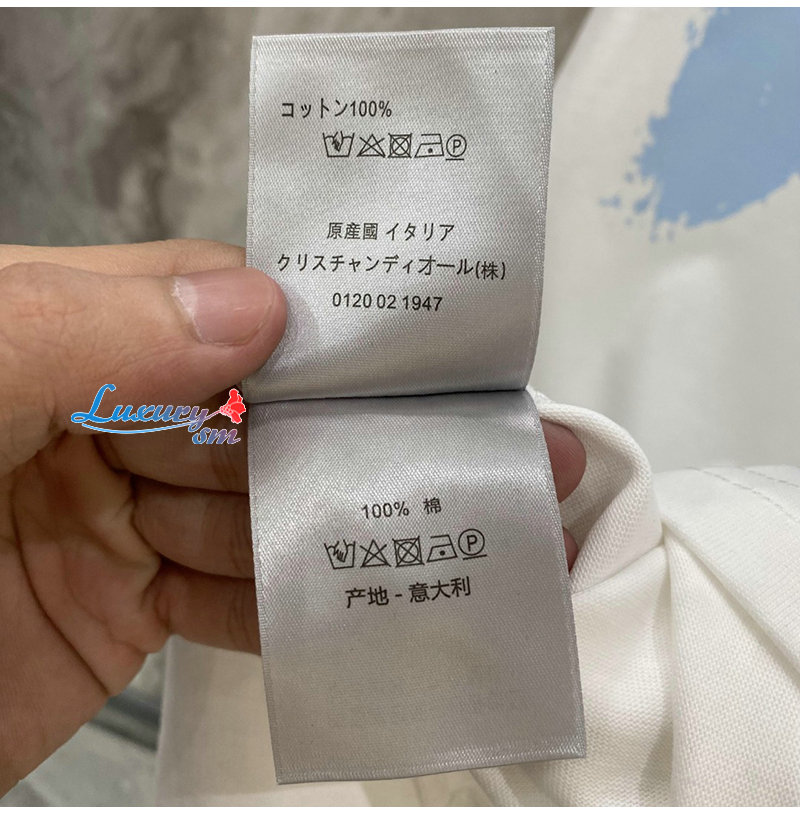 コットン100%
P
原産國 イタリア
クリスチャンディオール(株)
0120 02 1947
Luxury
sm
100% 棉
P
产地 - 意大利